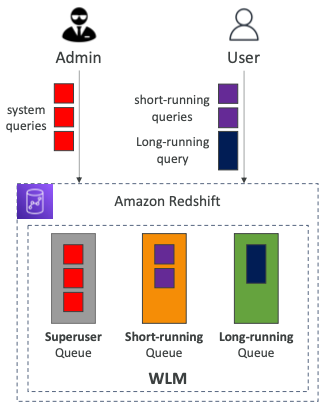 Admin
User
system
queries
short-running
queries
Long-running
query
Amazon Redshift
Superuser
Queue
Short-running
Queue
Long-running
Queue
WLM